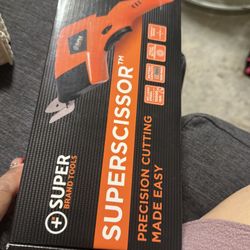 SUPER
BRAND TOOLS
SUPERSCISSOR™
PRECISION CUTTING
MADE EASY